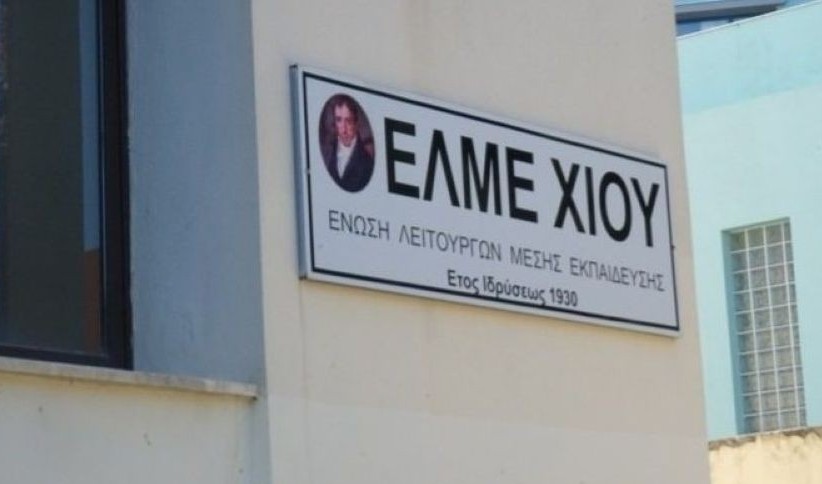 ΕΛΜΕ ΧΙΟΥ
ΕΝΩΣΗ ΛΕΙΤΟΥΡΓΩΝ ΜΕΣΗΣ ΕΚΠΑΙΔΕΥΣΗΣ
Ετος Ιδρύσεως 1930